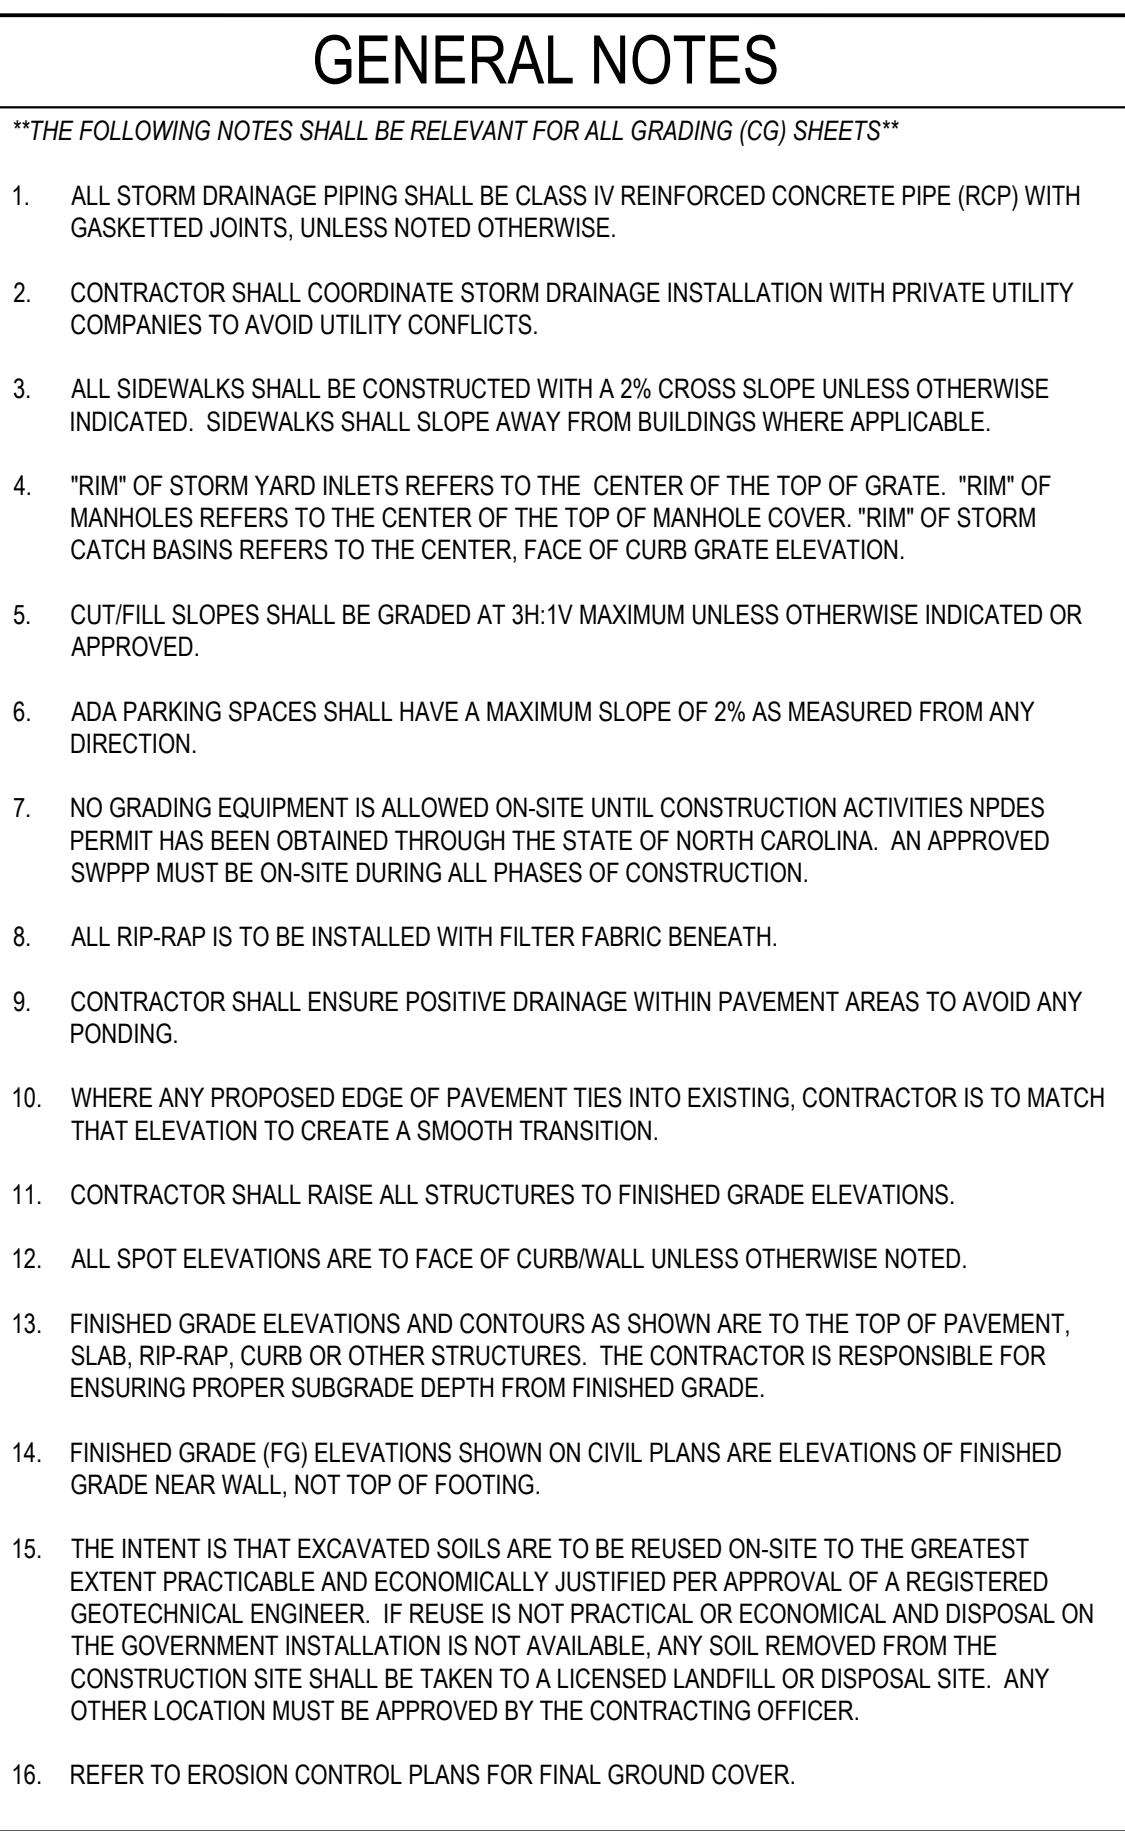 GENERAL NOTES
**THE FOLLOWING NOTES SHALL BE RELEVANT FOR ALL GRADING (CG) SHEETS**
1. ALL STORM DRAINAGE PIPING SHALL BE CLASS IV REINFORCED CONCRETE PIPE (RCP) WITH
GASKETTED JOINTS, UNLESS NOTED OTHERWISE.
2. CONTRACTOR SHALL COORDINATE STORM DRAINAGE INSTALLATION WITH PRIVATE UTILITY
COMPANIES TO AVOID UTILITY CONFLICTS.
3. ALL SIDEWALKS SHALL BE CONSTRUCTED WITH A 2% CROSS SLOPE UNLESS OTHERWISE
INDICATED. SIDEWALKS SHALL SLOPE AWAY FROM BUILDINGS WHERE APPLICABLE.
4. "RIM" OF STORM YARD INLETS REFERS TO THE CENTER OF THE TOP OF GRATE. "RIM" OF
MANHOLES REFERS TO THE CENTER OF THE TOP OF MANHOLE COVER. "RIM" OF STORM
CATCH BASINS REFERS TO THE CENTER, FACE OF CURB GRATE ELEVATION.
5. CUT/FILL SLOPES SHALL BE GRADED AT 3H:1V MAXIMUM UNLESS OTHERWISE INDICATED OR
APPROVED.
6. ADA PARKING SPACES SHALL HAVE A MAXIMUM SLOPE OF 2% AS MEASURED FROM ANY
DIRECTION.
7. NO GRADING EQUIPMENT IS ALLOWED ON-SITE UNTIL CONSTRUCTION ACTIVITIES NPDES
PERMIT HAS BEEN OBTAINED THROUGH THE STATE OF NORTH CAROLINA. AN APPROVED
SWPPP MUST BE ON-SITE DURING ALL PHASES OF CONSTRUCTION.
8. ALL RIP-RAP IS TO BE INSTALLED WITH FILTER FABRIC BENEATH.
9. CONTRACTOR SHALL ENSURE POSITIVE DRAINAGE WITHIN PAVEMENT AREAS TO AVOID ANY
PONDING.
10. WHERE ANY PROPOSED EDGE OF PAVEMENT TIES INTO EXISTING, CONTRACTOR IS TO MATCH
THAT ELEVATION TO CREATE A SMOOTH TRANSITION.
11. CONTRACTOR SHALL RAISE ALL STRUCTURES TO FINISHED GRADE ELEVATIONS.
12. ALL SPOT ELEVATIONS ARE TO FACE OF CURB/WALL UNLESS OTHERWISE NOTED.
13. FINISHED GRADE ELEVATIONS AND CONTOURS AS SHOWN ARE TO THE TOP OF PAVEMENT,
SLAB, RIP-RAP, CURB OR OTHER STRUCTURES. THE CONTRACTOR IS RESPONSIBLE FOR
ENSURING PROPER SUBGRADE DEPTH FROM FINISHED GRADE.
14. FINISHED GRADE (FG) ELEVATIONS SHOWN ON CIVIL PLANS ARE ELEVATIONS OF FINISHED
GRADE NEAR WALL, NOT TOP OF FOOTING.
15. THE INTENT IS THAT EXCAVATED SOILS ARE TO BE REUSED ON-SITE TO THE GREATEST
EXTENT PRACTICABLE AND ECONOMICALLY JUSTIFIED PER APPROVAL OF A REGISTERED
GEOTECHNICAL ENGINEER. IF REUSE IS NOT PRACTICAL OR ECONOMICAL AND DISPOSAL ON
THE GOVERNMENT INSTALLATION IS NOT AVAILABLE, ANY SOIL REMOVED FROM THE
CONSTRUCTION SITE SHALL BE TAKEN TO A LICENSED LANDFILL OR DISPOSAL SITE. ANY
OTHER LOCATION MUST BE APPROVED BY THE CONTRACTING OFFICER.
16. REFER TO EROSION CONTROL PLANS FOR FINAL GROUND COVER.